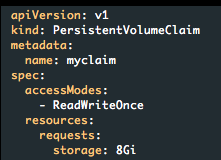 apiVersion: v1
kind: PersistentVolumeClaim
metadata:
  name: myclaim
spec:
  accessModes:
    - ReadWriteOnce
  resources:
    requests:
      storage: 8Gi